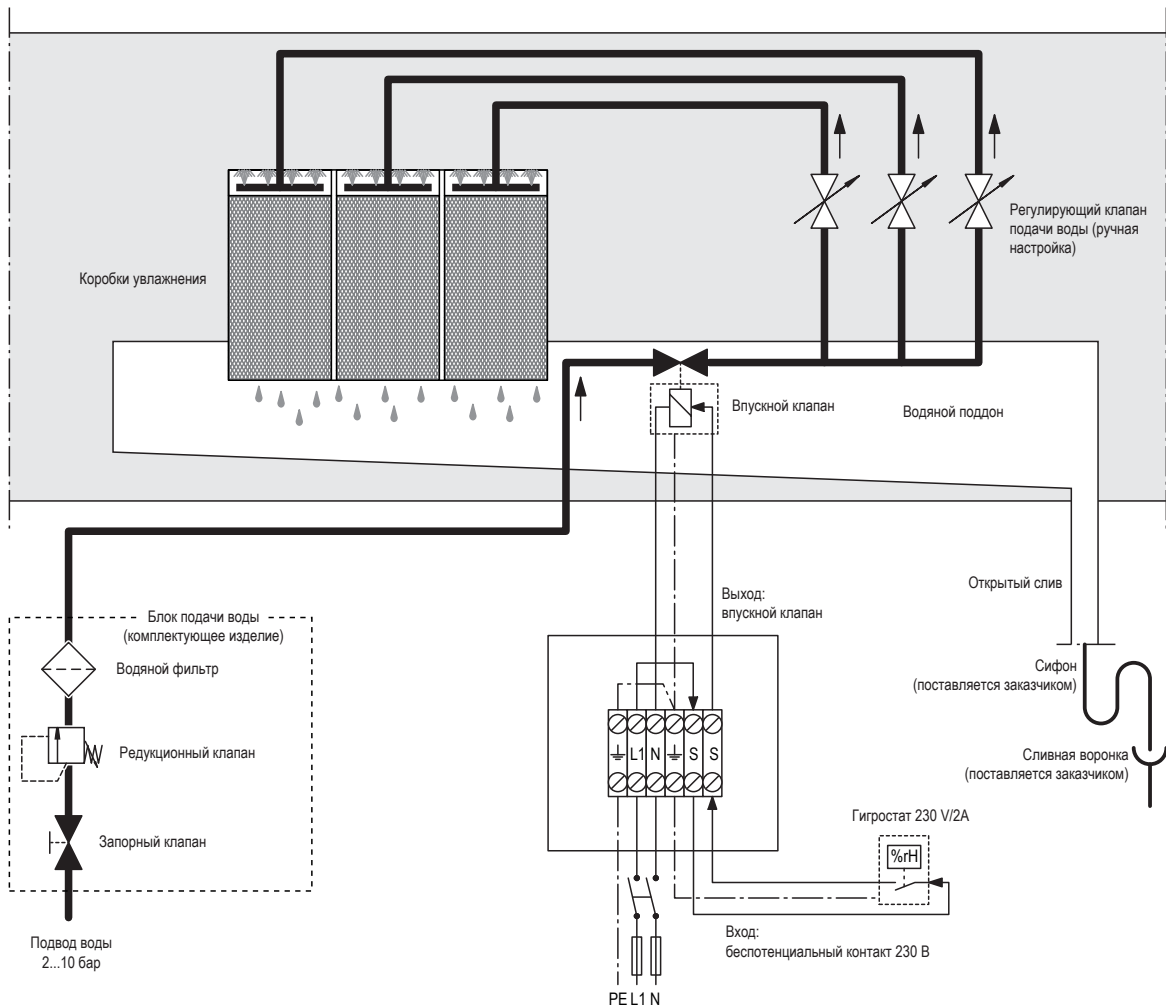 Регулирующий клапан
подачи воды (ручная
настройка)
Коробки увлажнения
Впускной клапан
Водяной поддон
Выход:
впускной клапан
Открытый слив
Блок подачи воды
(комплектующее изделие)
Водяной фильтр
Сифон
(поставляется заказчиком)
Редукционный клапан
L1 N S S
Сливная воронка
(поставляется заказчиком)
Гигростат 230 V/2A
%rH
Запорный клапан
Вход:
беспотенциальный контакт 230 В
Подвод воды
2...10 бар
PE L1 N